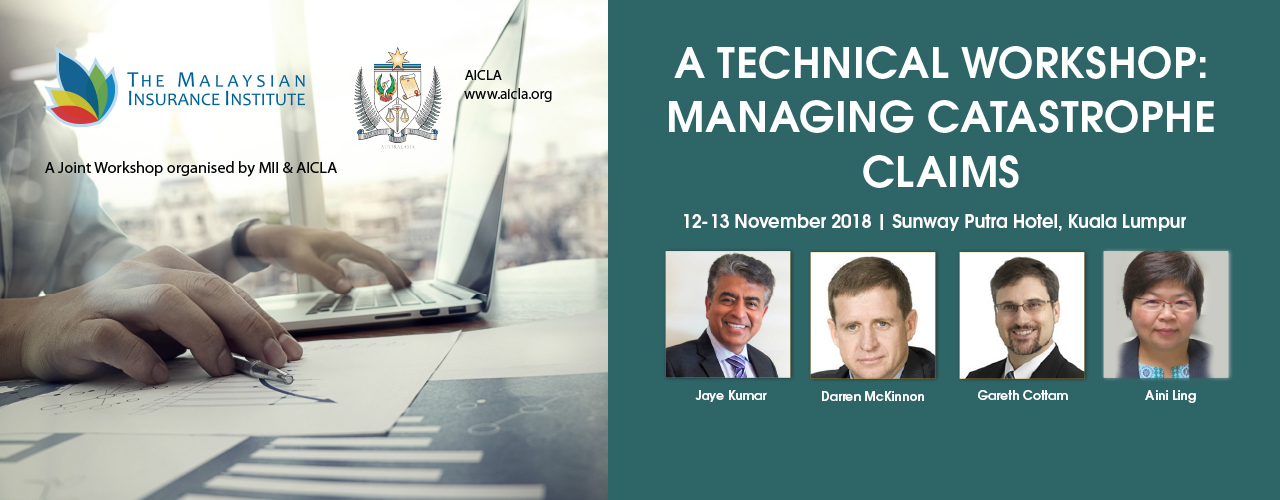 THE MALAYSIAN
INSURANCE INSTITUTE
AICLA
www.aicla.org
A Joint Workshop organised by MII & AICLA
A TECHNICAL WORKSHOP:
MANAGING CATASTROPHE
CLAIMS
12-13 November 2018 | Sunway Putra Hotel, Kuala Lumpur
Jaye Kumar
Darren McKinnon
Gareth Cottam
Aini Ling